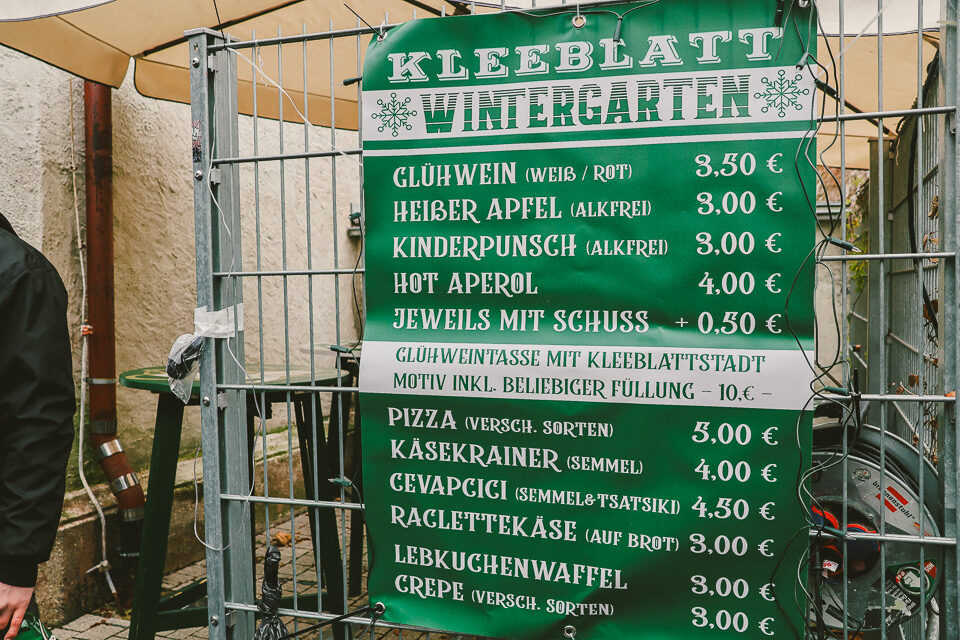 KLEEBLATT
WINTERGARTEN
GLÜHWEIN (WEIß / ROT) 3,50 €
HEIßER APFEL (ALKFREI) 3,00 €
KINDERPUNSCH (ALKFREI) 3,00 €
HOT APEROL 4,00 €
JEWEILS MIT SCHUSS + 0,50 €
GLÜHWEINTASSE MIT KLEEBLATTSTADT
MOTIV INKL. BELIEBIGER FÜLLUNG – 10,€ –
PIZZA (VERSCH. SORTEN) 5,00 €
KÄSEKRAINER (SEMMEL) 4,00 €
CEVAPCICI (SEMMEL&TSATSIKI) 4,50 €
RACLETTEKÄSE (AUF BROT) 3,00 €
LEBKUCHENWAFFEL 3,00 €
CREPE (VERSCH. SORTEN) 3,00 €
brennenstuhl